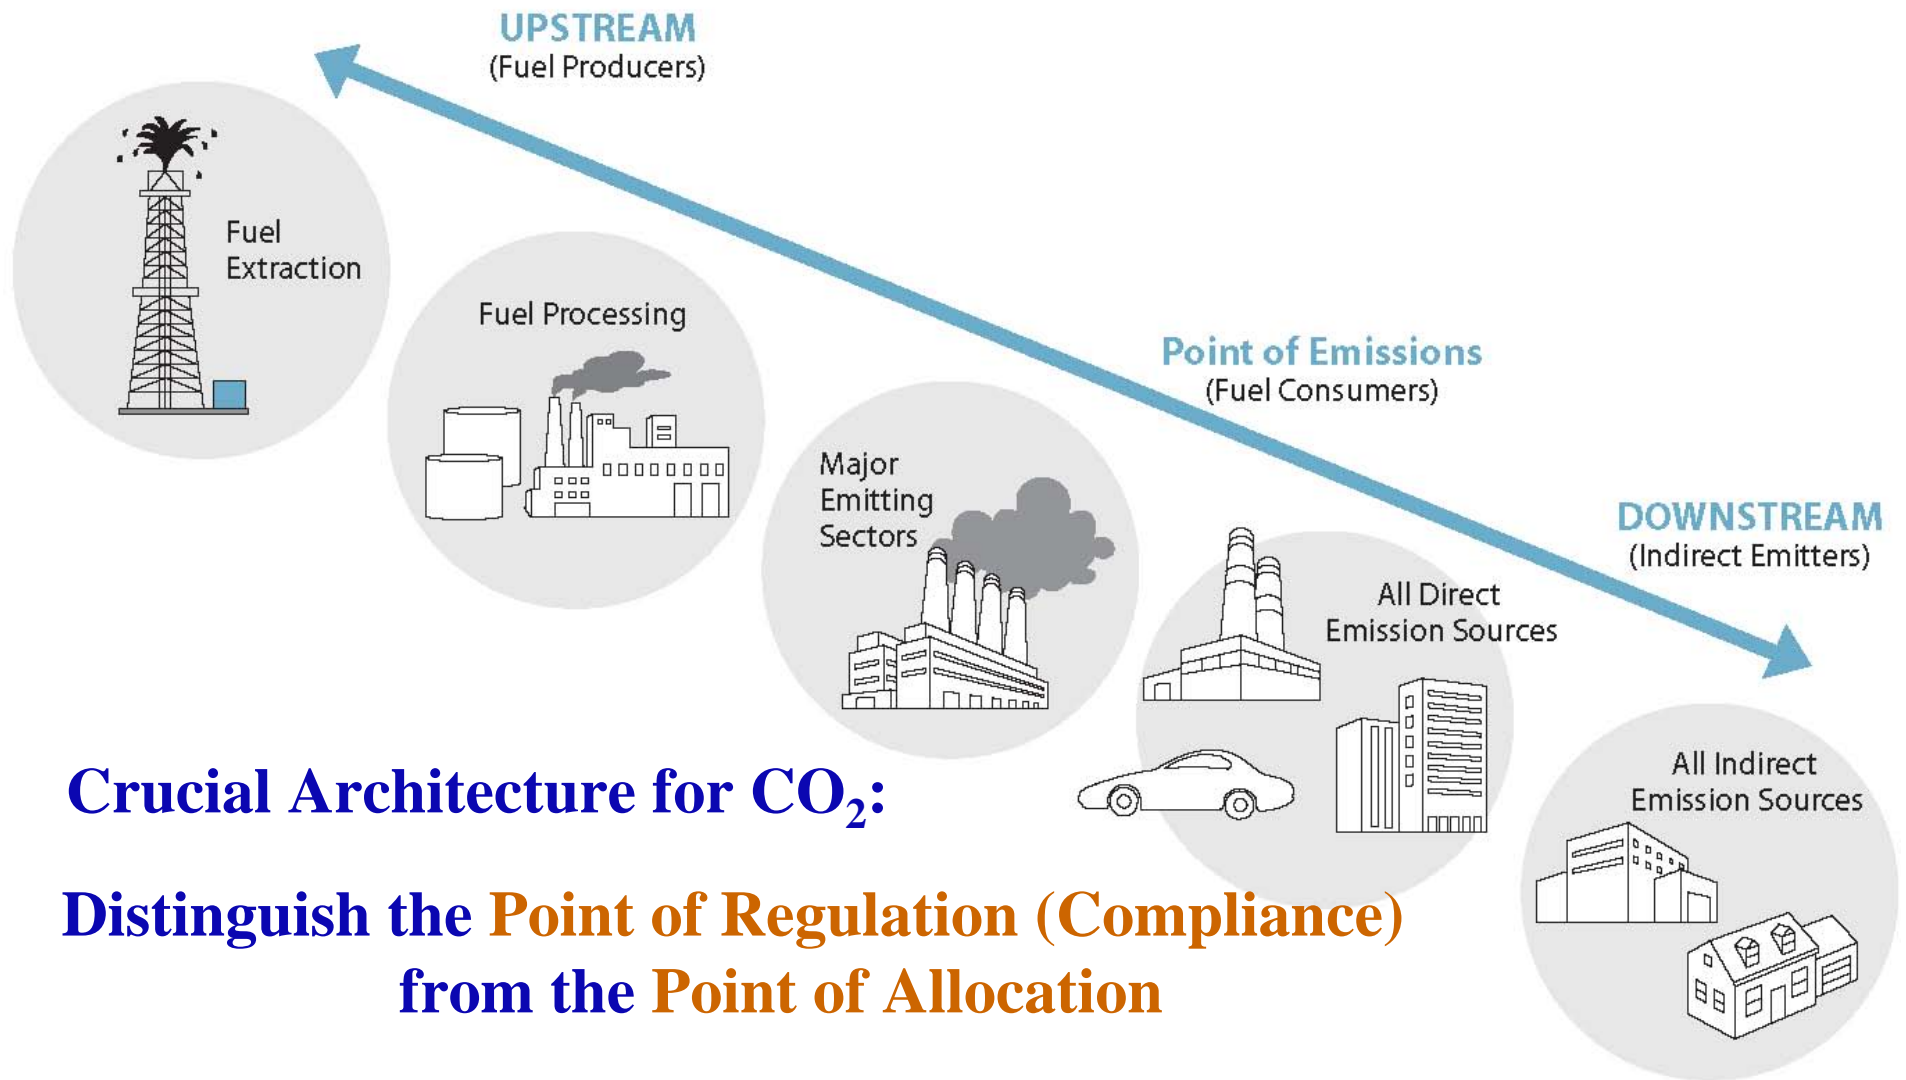 UPSTREAM
(Fuel Producers)
Fuel
Extraction
Fuel Processing
Point of Emissions
(Fuel Consumers)
Major
Emitting
Sectors
DOWNSTREAM
(Indirect Emitters)
All Direct
Emission Sources
All Indirect
Emission Sources
Crucial Architecture for CO₂:
Distinguish the Point of Regulation (Compliance)
from the Point of Allocation